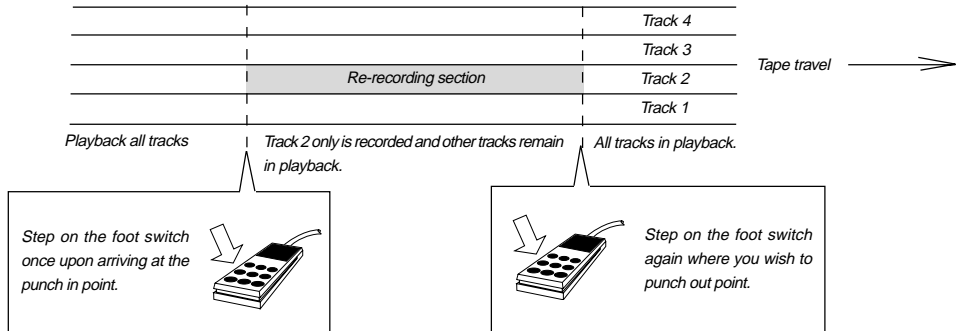 Track 4
Track 3
Tape travel
Re-recording section
Track 2
Track 1
Playback all tracks
Track 2 only is recorded and other tracks remain
in playback.
All tracks in playback.
Step on the foot switch
once upon arriving at the
punch in point.
Step on the foot switch
again where you wish to
punch out point.